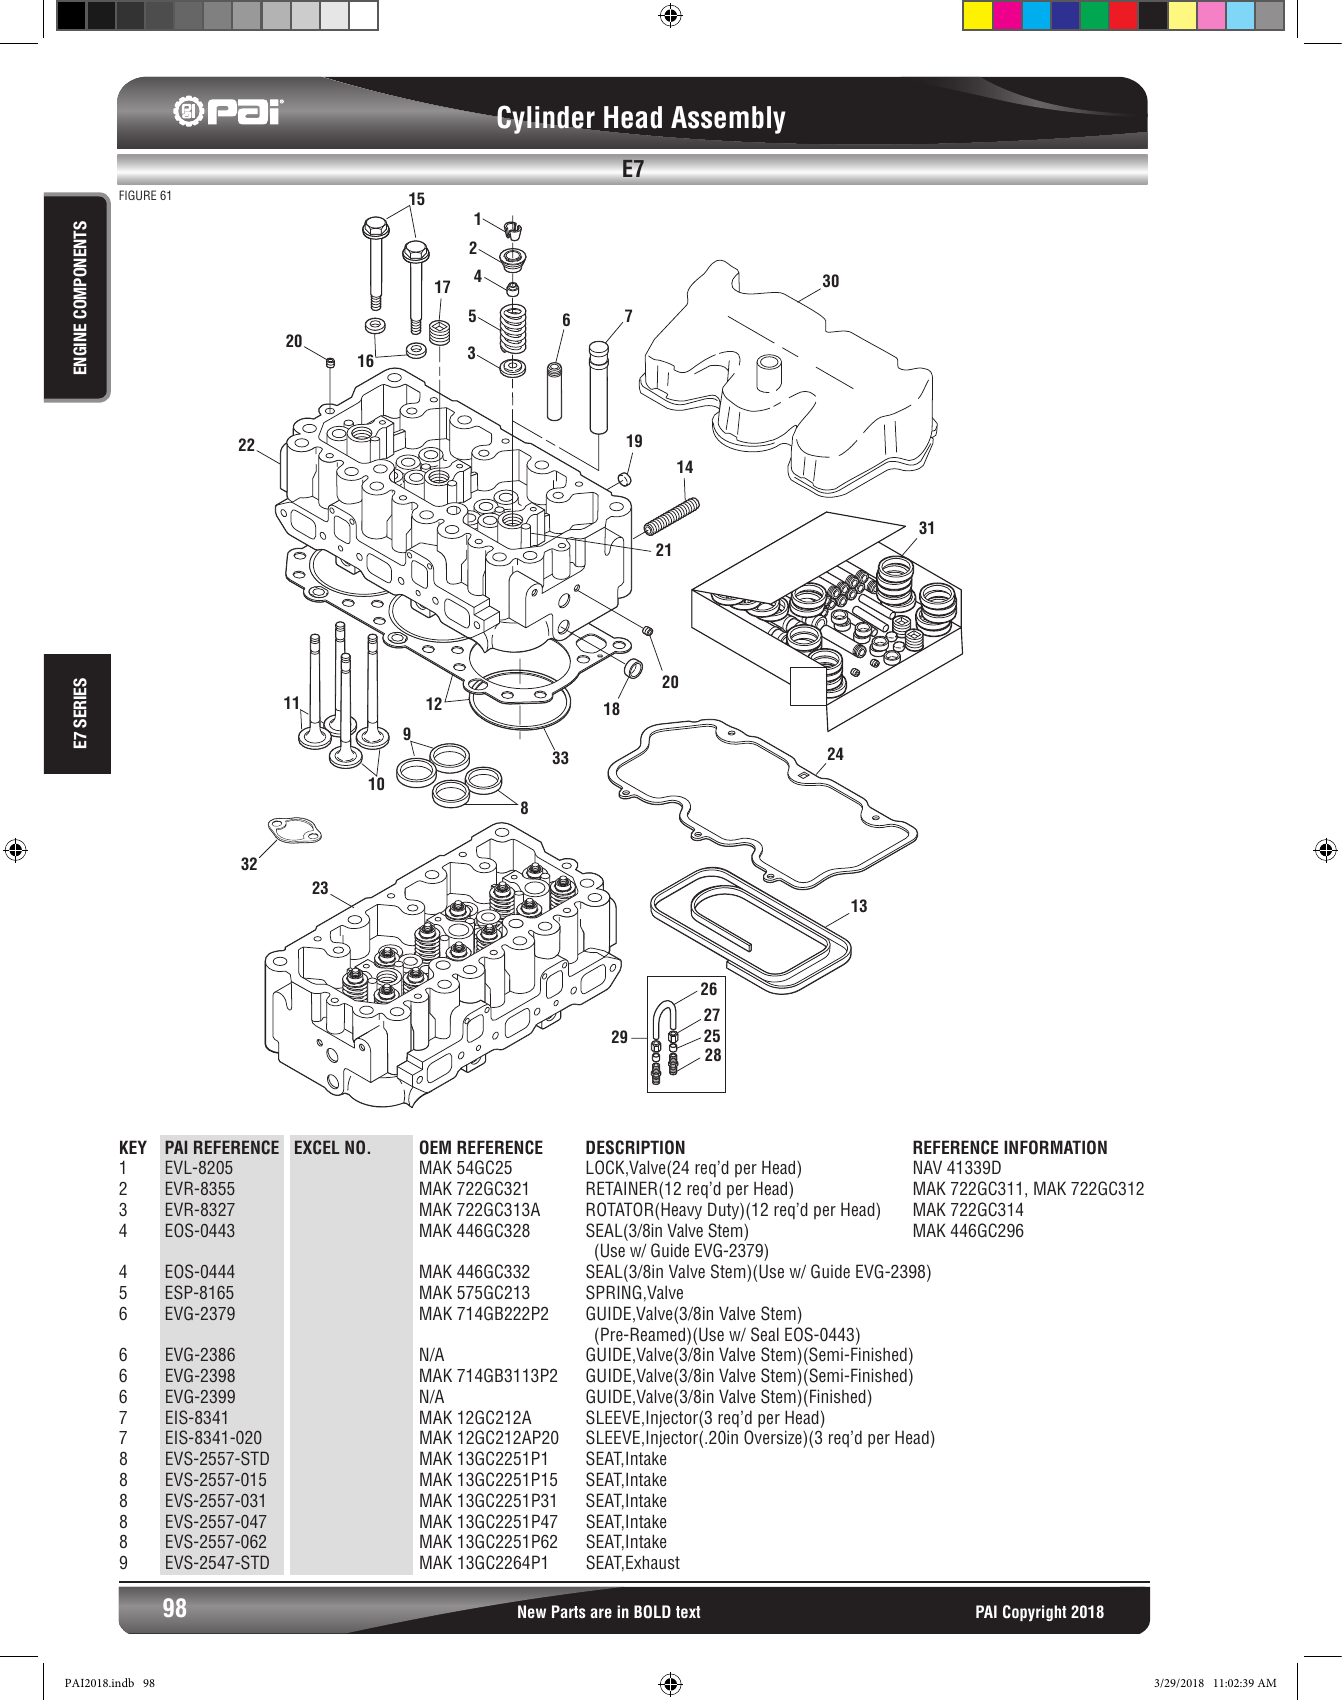 PAI
Cylinder Head Assembly
E7
FIGURE 61
ENGINE COMPONENTS
E7 SERIES
15
1
2
4
17
5
6
7
30
20
16
3
22
19
14
31
21
20
12
18
11
9
33
24
10
8
32
23
13
26
27
29
25
28
KEY PAI REFERENCE EXCEL NO. OEM REFERENCE DESCRIPTION REFERENCE INFORMATION
1 EVL-8205 MAK 54GC25 LOCK,Valve(24 req’d per Head) NAV 41339D
2 EVR-8355 MAK 722GC321 RETAINER(12 req’d per Head) MAK 722GC311, MAK 722GC312
3 EVR-8327 MAK 722GC313A ROTATOR(Heavy Duty)(12 req’d per Head) MAK 722GC314
4 EOS-0443 MAK 446GC328 SEAL(3/8in Valve Stem) MAK 446GC296
(Use w/ Guide EVG-2379)
4 EOS-0444 MAK 446GC332 SEAL(3/8in Valve Stem)(Use w/ Guide EVG-2398)
5 ESP-8165 MAK 575GC213 SPRING,Valve
6 EVG-2379 MAK 714GB222P2 GUIDE,Valve(3/8in Valve Stem)
(Pre-Reamed)(Use w/ Seal EOS-0443)
6 EVG-2386 N/A GUIDE,Valve(3/8in Valve Stem)(Semi-Finished)
6 EVG-2398 MAK 714GB3113P2 GUIDE,Valve(3/8in Valve Stem)(Semi-Finished)
6 EVG-2399 N/A GUIDE,Valve(3/8in Valve Stem)(Finished)
7 EIS-8341 MAK 12GC212A SLEEVE,Injector(3 req’d per Head)
7 EIS-8341-020 MAK 12GC212AP20 SLEEVE,Injector(.20in Oversize)(3 req’d per Head)
8 EVS-2557-STD MAK 13GC2251P1 SEAT,Intake
8 EVS-2557-015 MAK 13GC2251P15 SEAT,Intake
8 EVS-2557-031 MAK 13GC2251P31 SEAT,Intake
8 EVS-2557-047 MAK 13GC2251P47 SEAT,Intake
8 EVS-2557-062 MAK 13GC2251P62 SEAT,Intake
9 EVS-2547-STD MAK 13GC2264P1 SEAT,Exhaust
98 New Parts are in BOLD text PAI Copyright 2018
PAI2018.indb 98 3/29/2018 11:02:39 AM